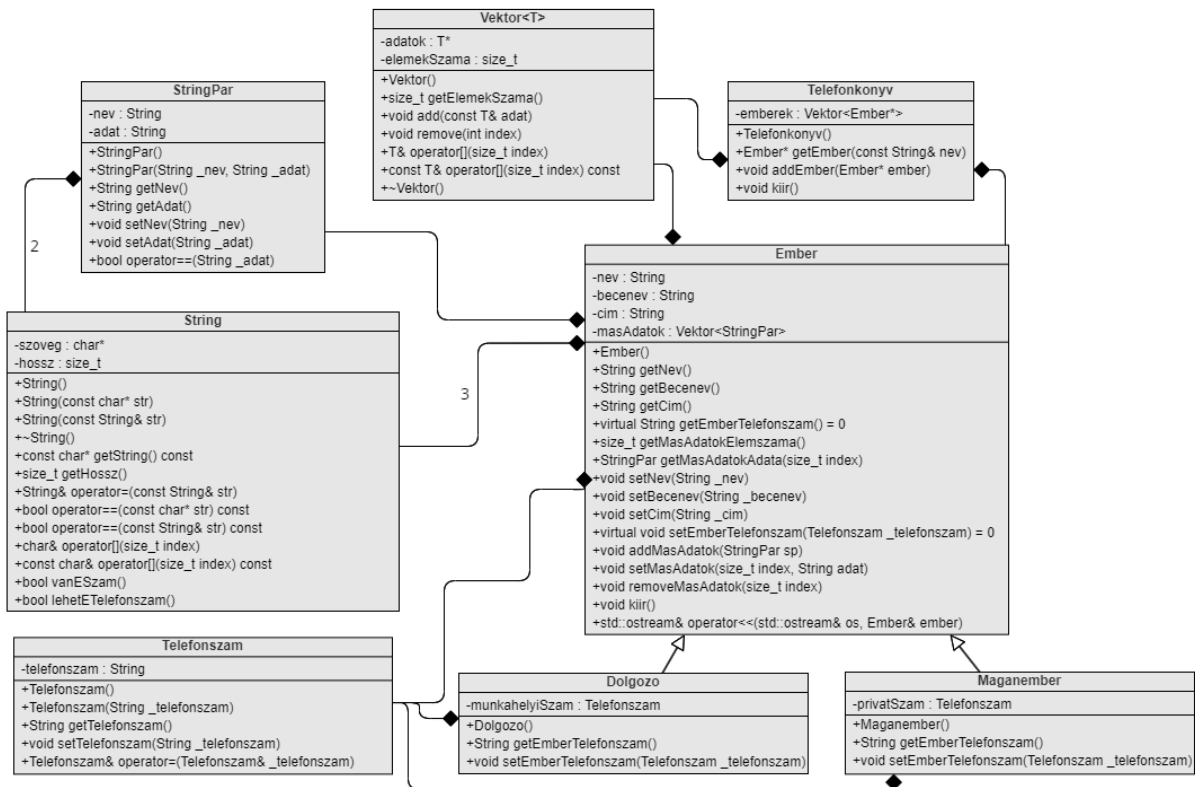 Vektor<T>
-adatok : T*
-elemekSzama : size_t
+Vektor()
+size_t getElemekSzama()
+void add(const T& adat)
+void remove(int index)
+T& operator[](size_t index)
+const T& operator[](size_t index) const
+~Vektor()
StringPar
-nev : String
-adat : String
+StringPar()
+StringPar(String _nev, String _adat)
+String getNev()
+String getAdat()
+void setNev(String _nev)
+void setAdat(String _adat)
+bool operator==(String _adat)
Telefonkonyv
-emberek : Vektor<Ember*>
+Telefonkonyv()
+Ember* getEmber(const String& nev)
+void addEmber(Ember* ember)
+void kiir()
2
String
-szoveg : char*
-hossz : size_t
+String()
+String(const char* str)
+String(const String& str)
+~String()
+const char* getString() const
+size_t getHossz()
+String& operator=(const String& str)
+bool operator==(const char* str) const
+bool operator==(const String& str) const
+char& operator[](size_t index)
+const char& operator[](size_t index) const
+bool vanESzam()
+bool lehetETelefonszam()
3
Ember
-nev : String
-becenev : String
-cim : String
-masAdatok : Vektor<StringPar>
+Ember()
+String getNev()
+String getBecenev()
+String getCim()
+virtual String getEmberTelefonszam() = 0
+size_t getMasAdatokElemszama()
+StringPar getMasAdatokAdata(size_t index)
+void setNev(String _nev)
+void setBecenev(String _becenev)
+void setCim(String _cim)
+virtual void setEmberTelefonszam(Telefonszam _telefonszam) = 0
+void addMasAdatok(StringPar sp)
+void setMasAdatok(size_t index, String adat)
+void removeMasAdatok(size_t index)
+void kiir()
+std::ostream& operator<<(std::ostream& os, Ember& ember)
Telefonszam
-telefonszam : String
+Telefonszam()
+Telefonszam(String _telefonszam)
+String getTelefonszam()
+void setTelefonszam(String _telefonszam)
+Telefonszam& operator=(Telefonszam& _telefonszam)
Dolgozo
-munkahelyiSzam : Telefonszam
+Dolgozo()
+String getEmberTelefonszam()
+void setEmberTelefonszam(Telefonszam _telefonszam)
Maganember
-privatSzam : Telefonszam
+Maganember()
+String getEmberTelefonszam()
+void setEmberTelefonszam(Telefonszam _telefonszam)